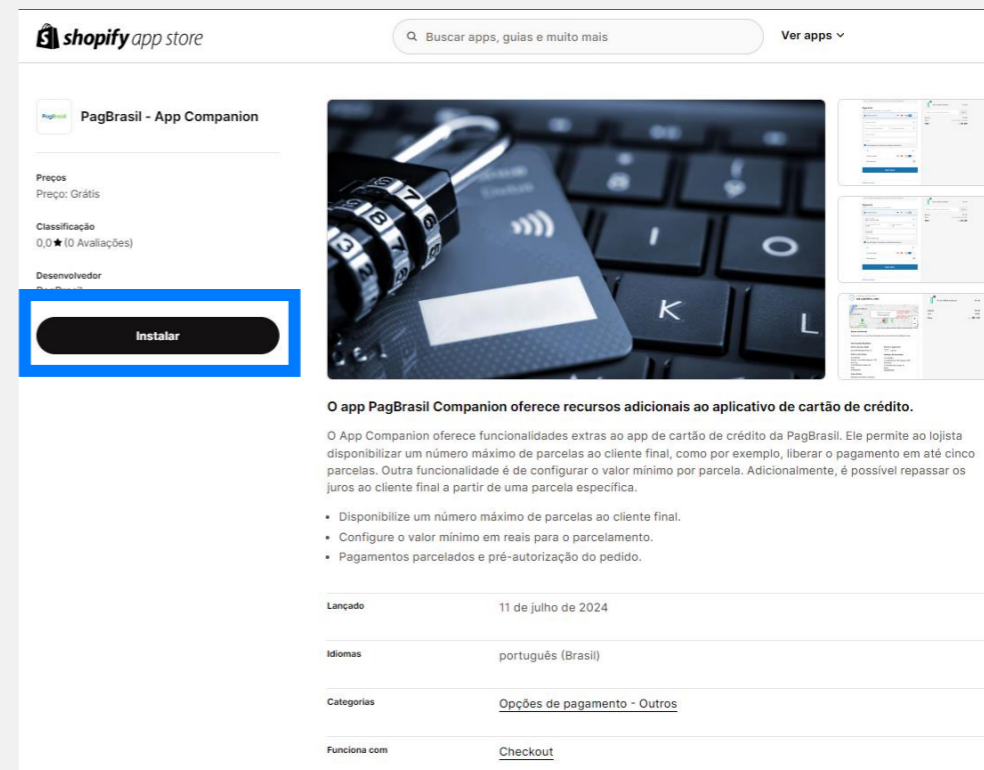 shopify app store
Buscar apps, guias e muito mais
Ver apps
PagBrasil
PagBrasil - App Companion
Preços
Preço: Grátis
Classificação
0,0★(0 Avaliações)
Desenvolvedor
PagBrasil
Instalar
O app PagBrasil Companion oferece recursos adicionais ao aplicativo de cartão de crédito.
O App Companion oferece funcionalidades extras ao app de cartão de crédito da PagBrasil. Ele permite ao lojista
disponibilizar um número máximo de parcelas ao cliente final, como por exemplo, liberar o pagamento em até cinco
parcelas. Outra funcionalidade é de configurar o valor mínimo por parcela. Adicionalmente, é possível repassar os
juros ao cliente final a partir de uma parcela específica.
• Disponibilize um número máximo de parcelas ao cliente final.
• Configure o valor mínimo em reais para o parcelamento.
• Pagamentos parcelados e pré-autorização do pedido.
Lançado
11 de julho de 2024
Idiomas
português (Brasil)
Categorias
Opções de pagamento - Outros
Funciona com
Checkout